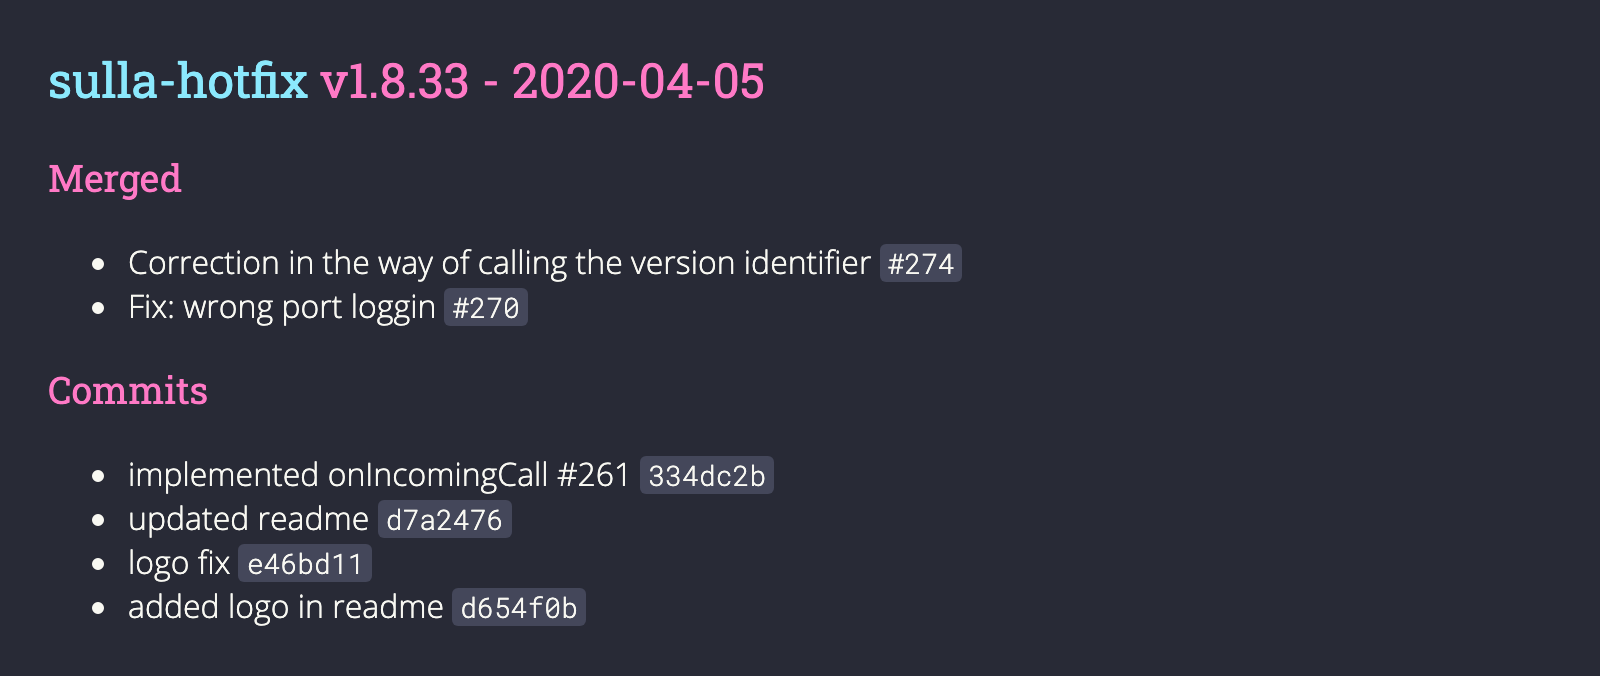 sulla-hotfix v1.8.33 - 2020-04-05
Merged
Correction in the way of calling the version identifier #274
Fix: wrong port loggin #270
Commits
implemented onIncomingCall #261 334dc2b
updated readme d7a2476
logo fix e46bd11
added logo in readme d654f0b